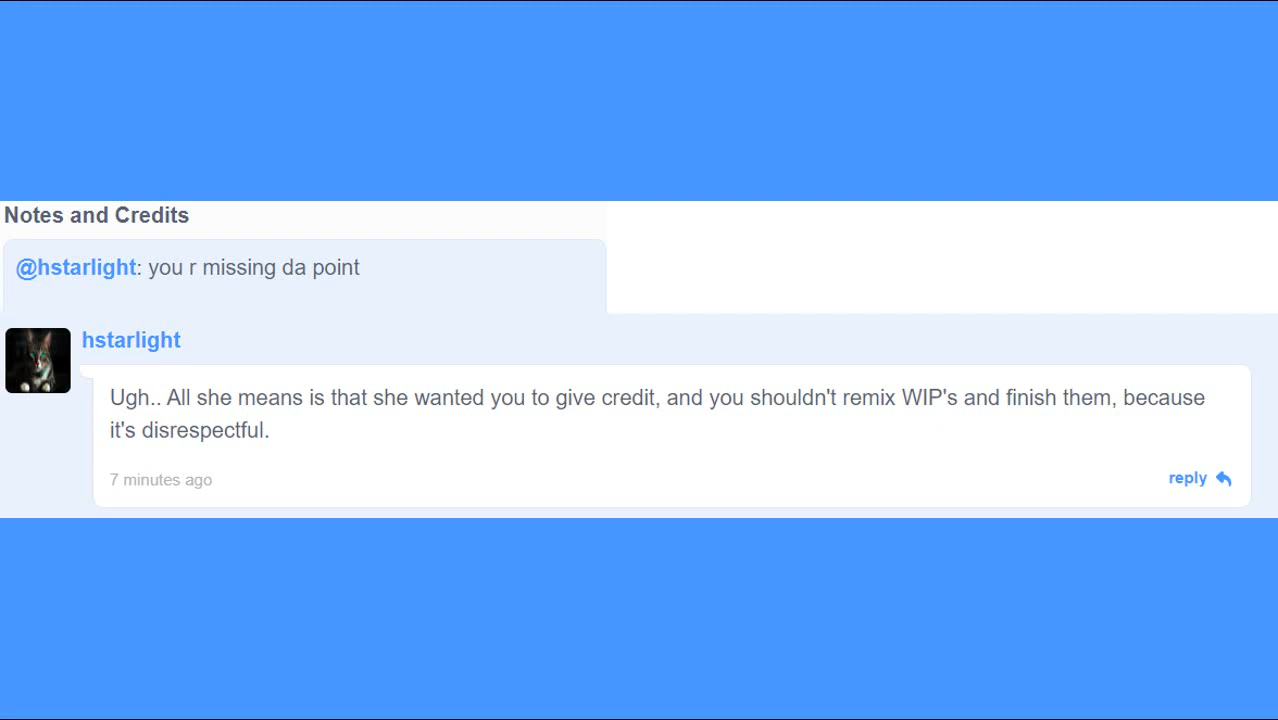 Notes and Credits
@hstarlight: you r missing da point
hstarlight
Ugh.. All she means is that she wanted you to give credit, and you shouldn't remix WIP's and finish them, because
it's disrespectful.
7 minutes ago
reply